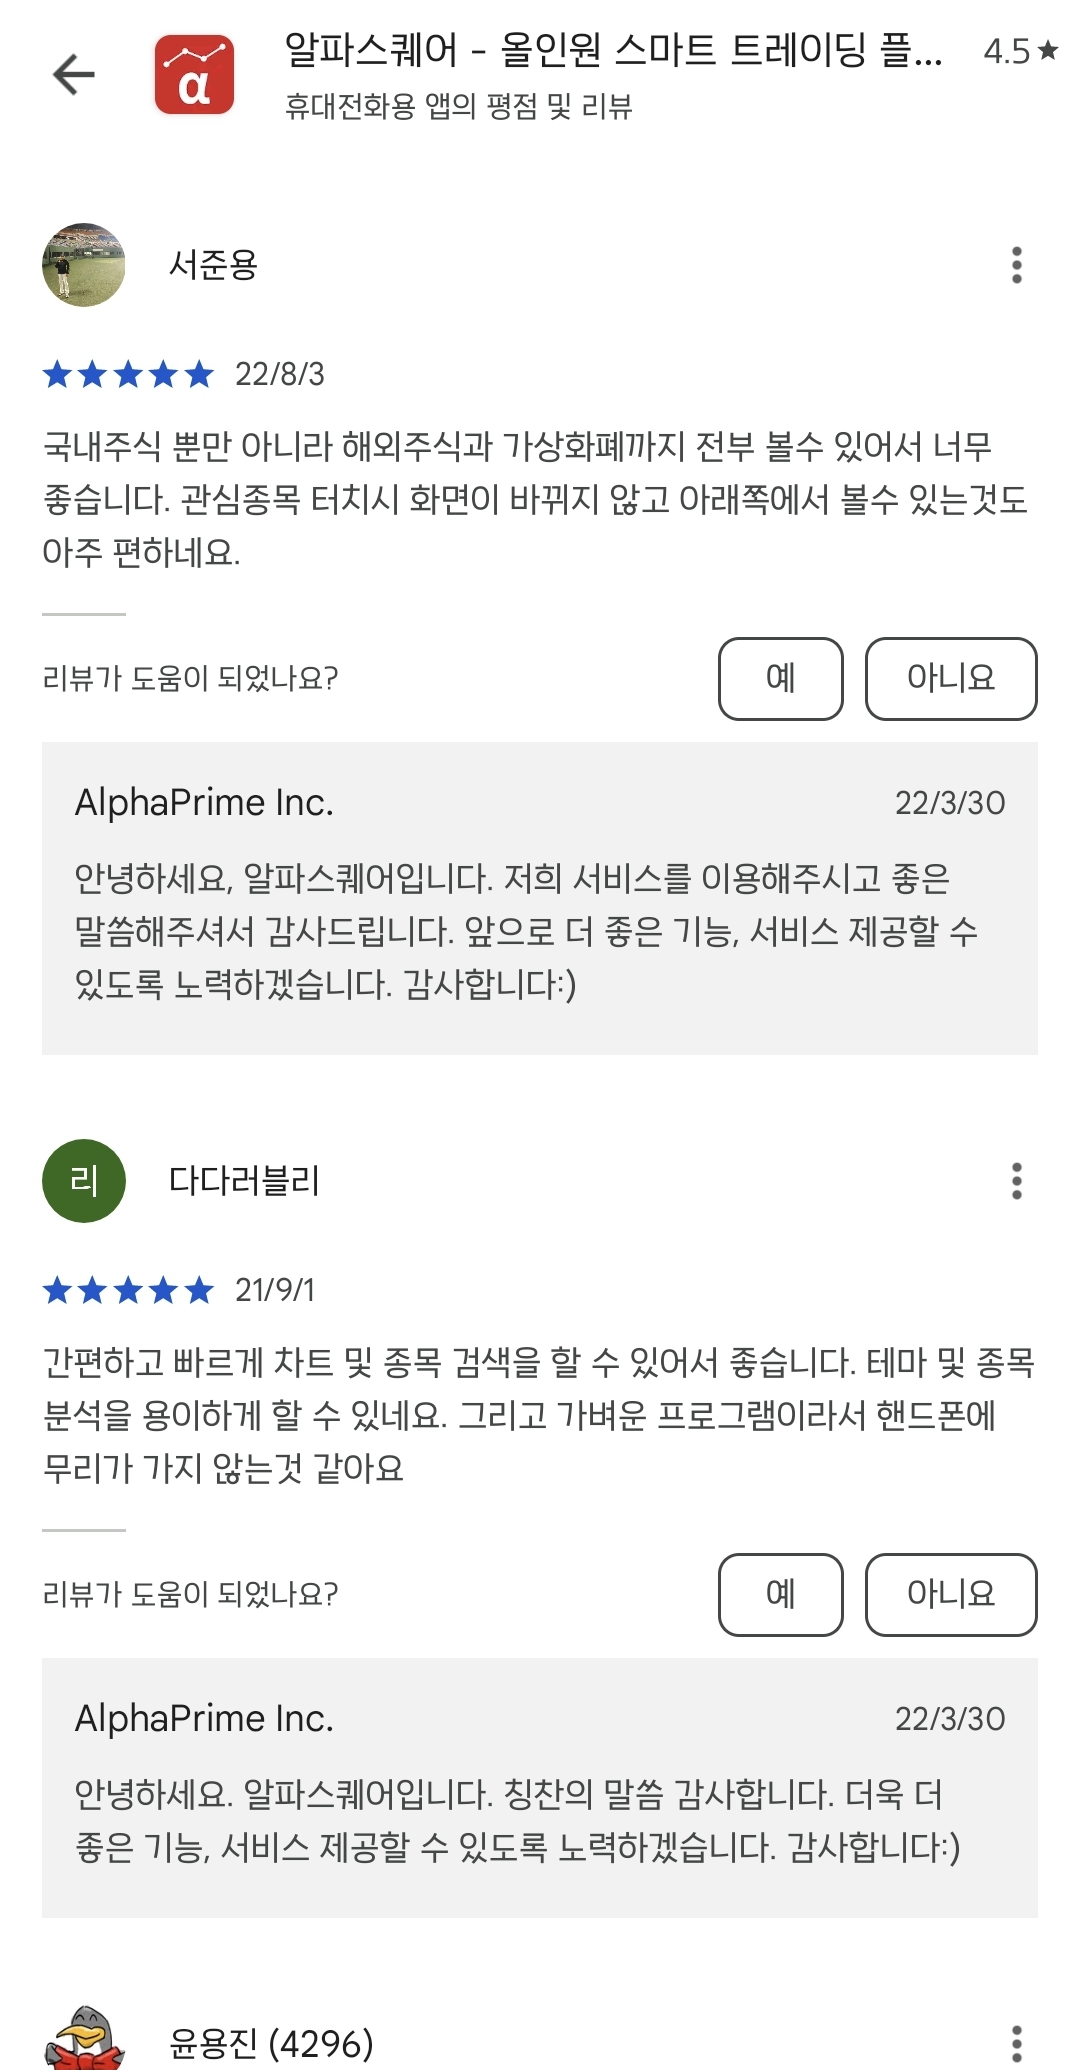 알파스퀘어 - 올인원 스마트 트레이딩 플...
4.5★
휴대전화용 앱의 평점 및 리뷰
α
서준용
★★★★★ 22/8/3
국내주식 뿐만 아니라 해외주식과 가상화폐까지 전부 볼수 있어서 너무
좋습니다. 관심종목 터치시 화면이 바뀌지 않고 아래쪽에서 볼수 있는것도
아주 편하네요.
리뷰가 도움이 되었나요?
예
아니요
AlphaPrime Inc.
22/3/30
안녕하세요, 알파스퀘어입니다. 저희 서비스를 이용해주시고 좋은
말씀해주셔서 감사드립니다. 앞으로 더 좋은 기능, 서비스 제공할 수
있도록 노력하겠습니다. 감사합니다:)
리
다다러블리
★★★★★ 21/9/1
간편하고 빠르게 차트 및 종목 검색을 할 수 있어서 좋습니다. 테마 및 종목
분석을 용이하게 할 수 있네요. 그리고 가벼운 프로그램이라서 핸드폰에
무리가 가지 않는것 같아요
리뷰가 도움이 되었나요?
예
아니요
AlphaPrime Inc.
22/3/30
안녕하세요. 알파스퀘어입니다. 칭찬의 말씀 감사합니다. 더욱 더
좋은 기능, 서비스 제공할 수 있도록 노력하겠습니다. 감사합니다:)
윤용진 (4296)